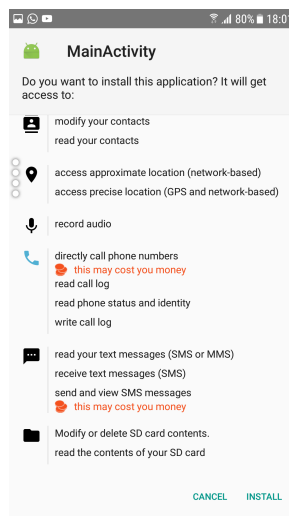 80% 18:01
MainActivity
Do you want to install this application? It will get
access to:
modify your contacts
read your contacts
access approximate location (network-based)
access precise location (GPS and network-based)
record audio
directly call phone numbers
this may cost you money
read call log
read phone status and identity
write call log
read your text messages (SMS or MMS)
receive text messages (SMS)
send and view SMS messages
this may cost you money
Modify or delete SD card contents.
read the contents of your SD card
CANCEL INSTALL